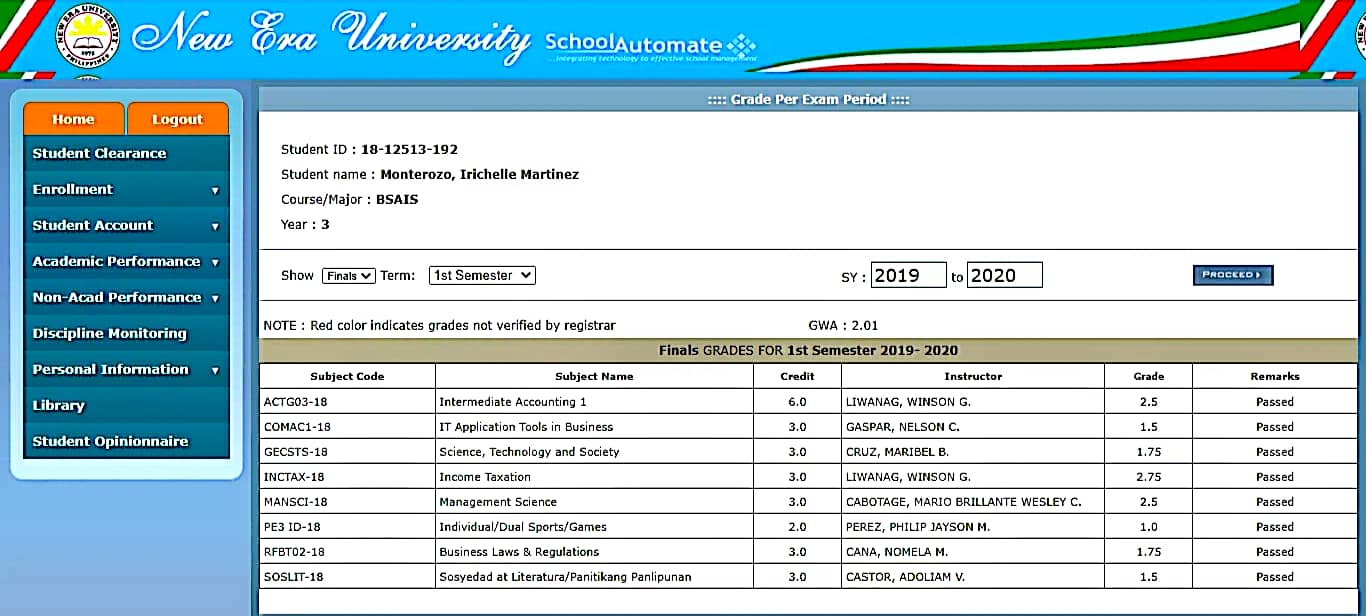 New Era University SchoolAutomate
...Integrating technology to effective school management
NEW ERA UNIVERSITY
1975
PHILIPPINES
Home Logout
Student Clearance
Enrollment
Student Account
Academic Performance
Non-Acad Performance
Discipline Monitoring
Personal Information
Library
Student Opinionnaire
:::: Grade Per Exam Period ::::
Student ID : 18-12513-192
Student name : Monterozo, Irichelle Martinez
Course/Major : BSAIS
Year : 3
Show Finals Term: 1st Semester SY : 2019 to 2020 PROCEED
NOTE : Red color indicates grades not verified by registrar GWA : 2.01
Finals GRADES FOR 1st Semester 2019- 2020
Subject Code Subject Name Credit Instructor Grade Remarks
ACTG03-18 Intermediate Accounting 1 6.0 LIWANAG, WINSON G. 2.5 Passed
COMAC1-18 IT Application Tools in Business 3.0 GASPAR, NELSON C. 1.5 Passed
GECSTS-18 Science, Technology and Society 3.0 CRUZ, MARIBEL B. 1.75 Passed
INCTAX-18 Income Taxation 3.0 LIWANAG, WINSON G. 2.75 Passed
MANSCI-18 Management Science 3.0 CABOTAGE, MARIO BRILLANTE WESLEY C. 2.5 Passed
PE3 ID-18 Individual/Dual Sports/Games 2.0 PEREZ, PHILIP JAYSON M. 1.0 Passed
RFBT02-18 Business Laws & Regulations 3.0 CANA, NOMELA M. 1.75 Passed
SOSLIT-18 Sosyedad at Literatura/Panitikang Panlipunan 3.0 CASTOR, ADOLIAM V. 1.5 Passed